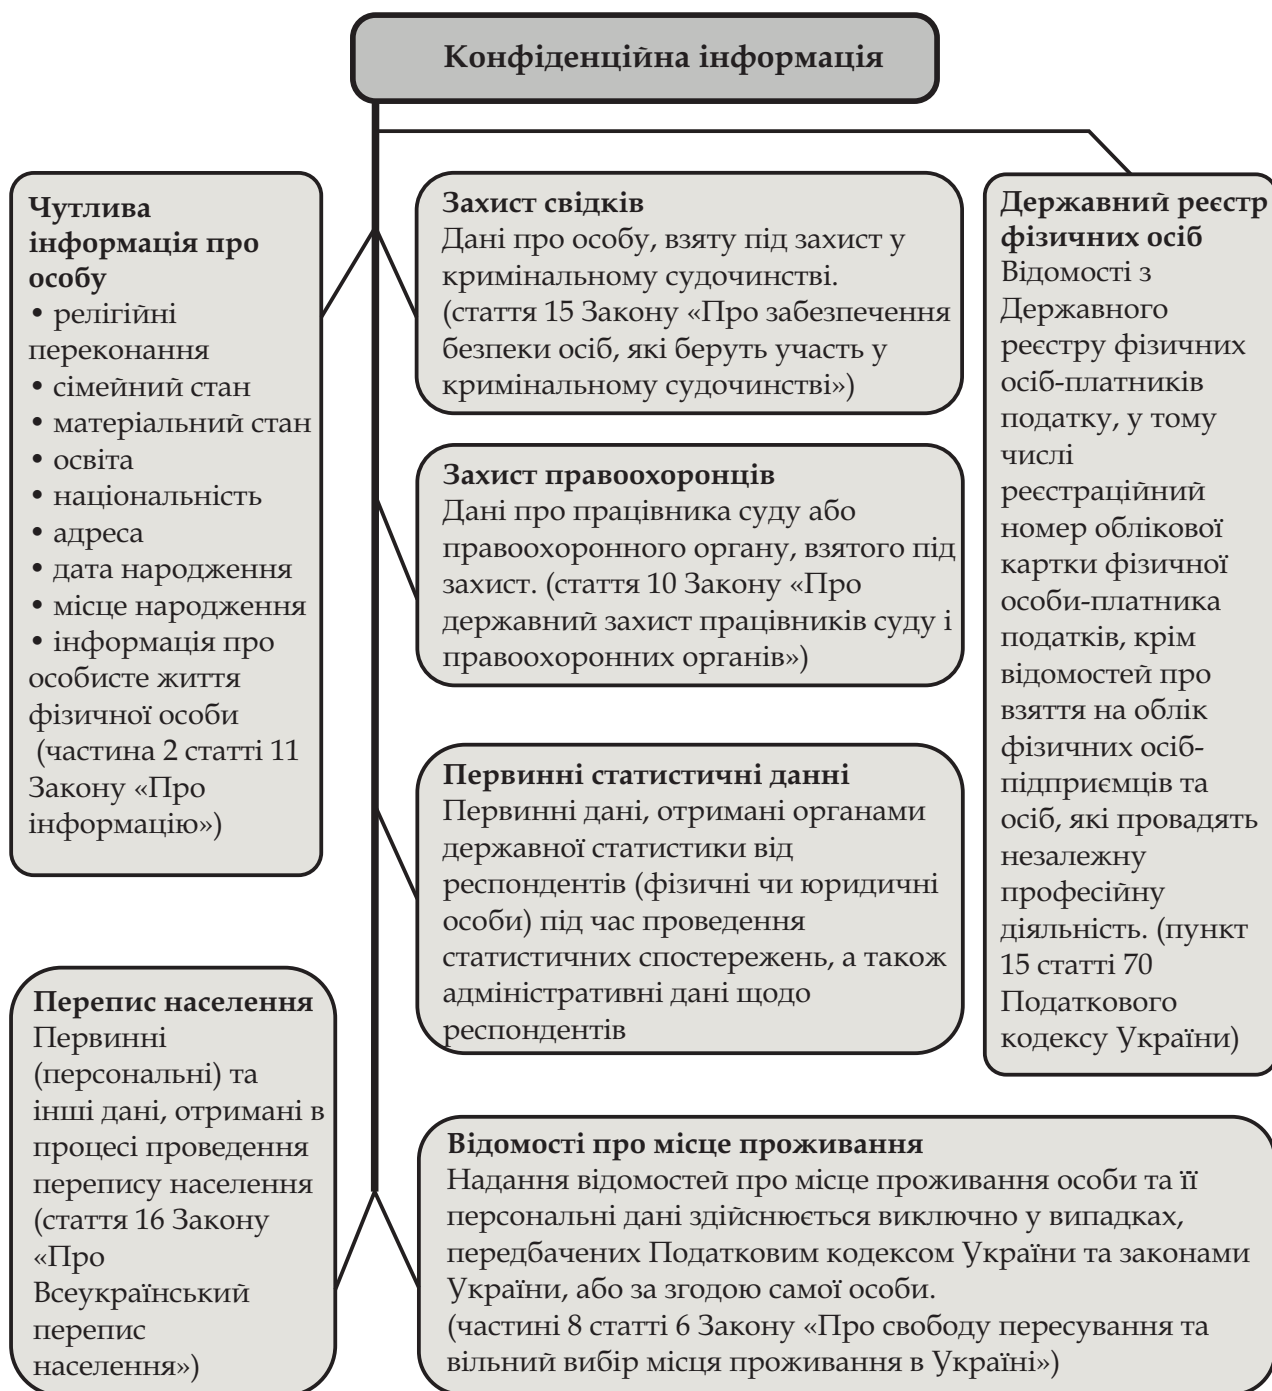 Конфіденційна інформація
Чутлива
інформація про
особу
• релігійні
переконання
• сімейний стан
• матеріальний стан
• освіта
• національність
• адреса
• дата народження
• місце народження
• інформація про
особисте життя
фізичної особи
(частина 2 статті 11
Закону «Про
інформацію»)
Захист свідків
Дані про особу, взяту під захист у
кримінальному судочинстві.
(стаття 15 Закону «Про забезпечення
безпеки осіб, які беруть участь у
кримінальному судочинстві»)
Захист правоохоронців
Дані про працівника суду або
правоохоронного органу, взятого під
захист. (стаття 10 Закону «Про
державний захист працівників суду і
правоохоронних органів»)
Первинні статистичні данні
Первинні дані, отримані органами
державної статистики від
респондентів (фізичні чи юридичні
особи) під час проведення
статистичних спостережень, а також
адміністративні дані щодо
респондентів
Державний реєстр
фізичних осіб
Відомості з
Державного
реєстру фізичних
осіб-платників
податку, у тому
числі
реєстраційний
номер облікової
картки фізичної
особи-платника
податків, крім
відомостей про
взяття на облік
фізичних осіб-
підприємців та
осіб, які провадять
незалежну
професійну
діяльність. (пункт
15 статті 70
Податкового
кодексу України)
Перепис населення
Первинні
(персональні) та
інші дані, отримані в
процесі проведення
перепису населення
(стаття 16 Закону
«Про
Всеукраїнський
перепис
населення»)
Відомості про місце проживання
Надання відомостей про місце проживання особи та її
персональні дані здійснюється виключно у випадках,
передбачених Податковим кодексом України та законами
України, або за згодою самої особи.
(частині 8 статті 6 Закону «Про свободу пересування та
вільний вибір місця проживання в Україні»)